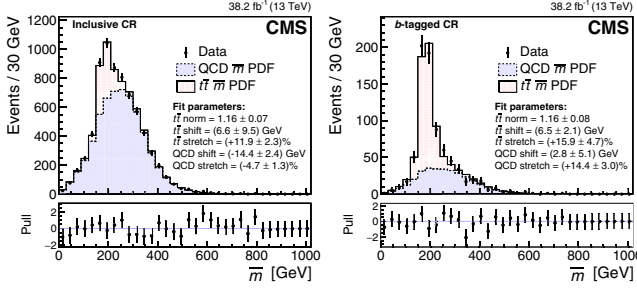 38.2 fb⁻¹ (13 TeV)
Inclusive CR
CMS
Data
QCD m̅ PDF
tt̅ m̅ PDF
Fit parameters:
tt̅ norm = 1.16 ± 0.07
tt̅ shift = (6.6 ± 9.5) GeV
tt̅ stretch = (+11.9 ± 2.3)%
QCD shift = (-14.4 ± 2.4) GeV
QCD stretch = (-4.7 ± 1.3)%
Events / 30 GeV
1200
1000
800
600
400
200
0
Pull
2
0
−2
0 200 400 600 800 1000
m̅ [GeV]
38.2 fb⁻¹ (13 TeV)
b-tagged CR
CMS
Data
QCD m̅ PDF
tt̅ m̅ PDF
Fit parameters:
tt̅ norm = 1.16 ± 0.08
tt̅ shift = (6.5 ± 2.1) GeV
tt̅ stretch = (+15.9 ± 4.7)%
QCD shift = (2.8 ± 5.1) GeV
QCD stretch = (+14.4 ± 3.0)%
Events / 30 GeV
200
150
100
50
0
Pull
2
0
−2
0 200 400 600 800 1000
m̅ [GeV]